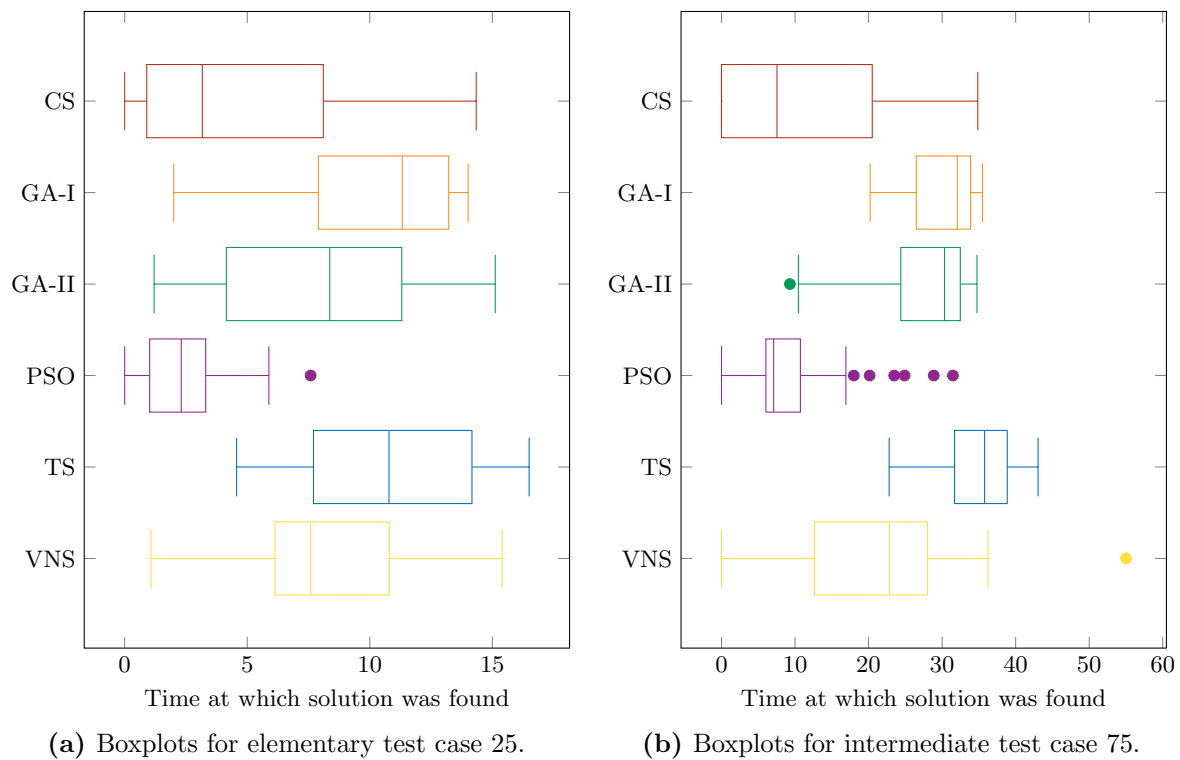 CS
GA-I
GA-II
PSO
TS
VNS
0 5 10 15
Time at which solution was found
(a) Boxplots for elementary test case 25.
CS
GA-I
GA-II
PSO
TS
VNS
0 10 20 30 40 50 60
Time at which solution was found
(b) Boxplots for intermediate test case 75.